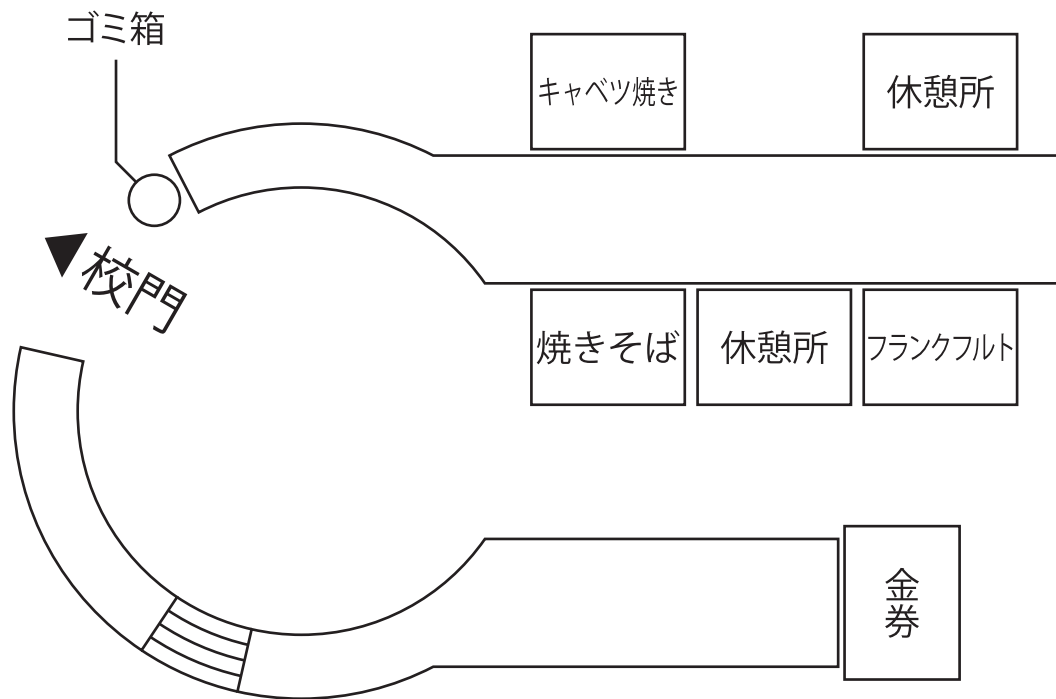 ゴミ箱
キャベツ焼き
休憩所
校門
焼きそば
休憩所
フランクフルト
金券